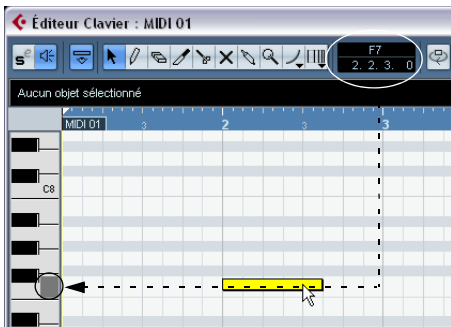 Éditeur Clavier : MIDI 01
F7
2. 2. 3. 0
Aucun objet sélectionné
MIDI 01 3 2 3 3
C8